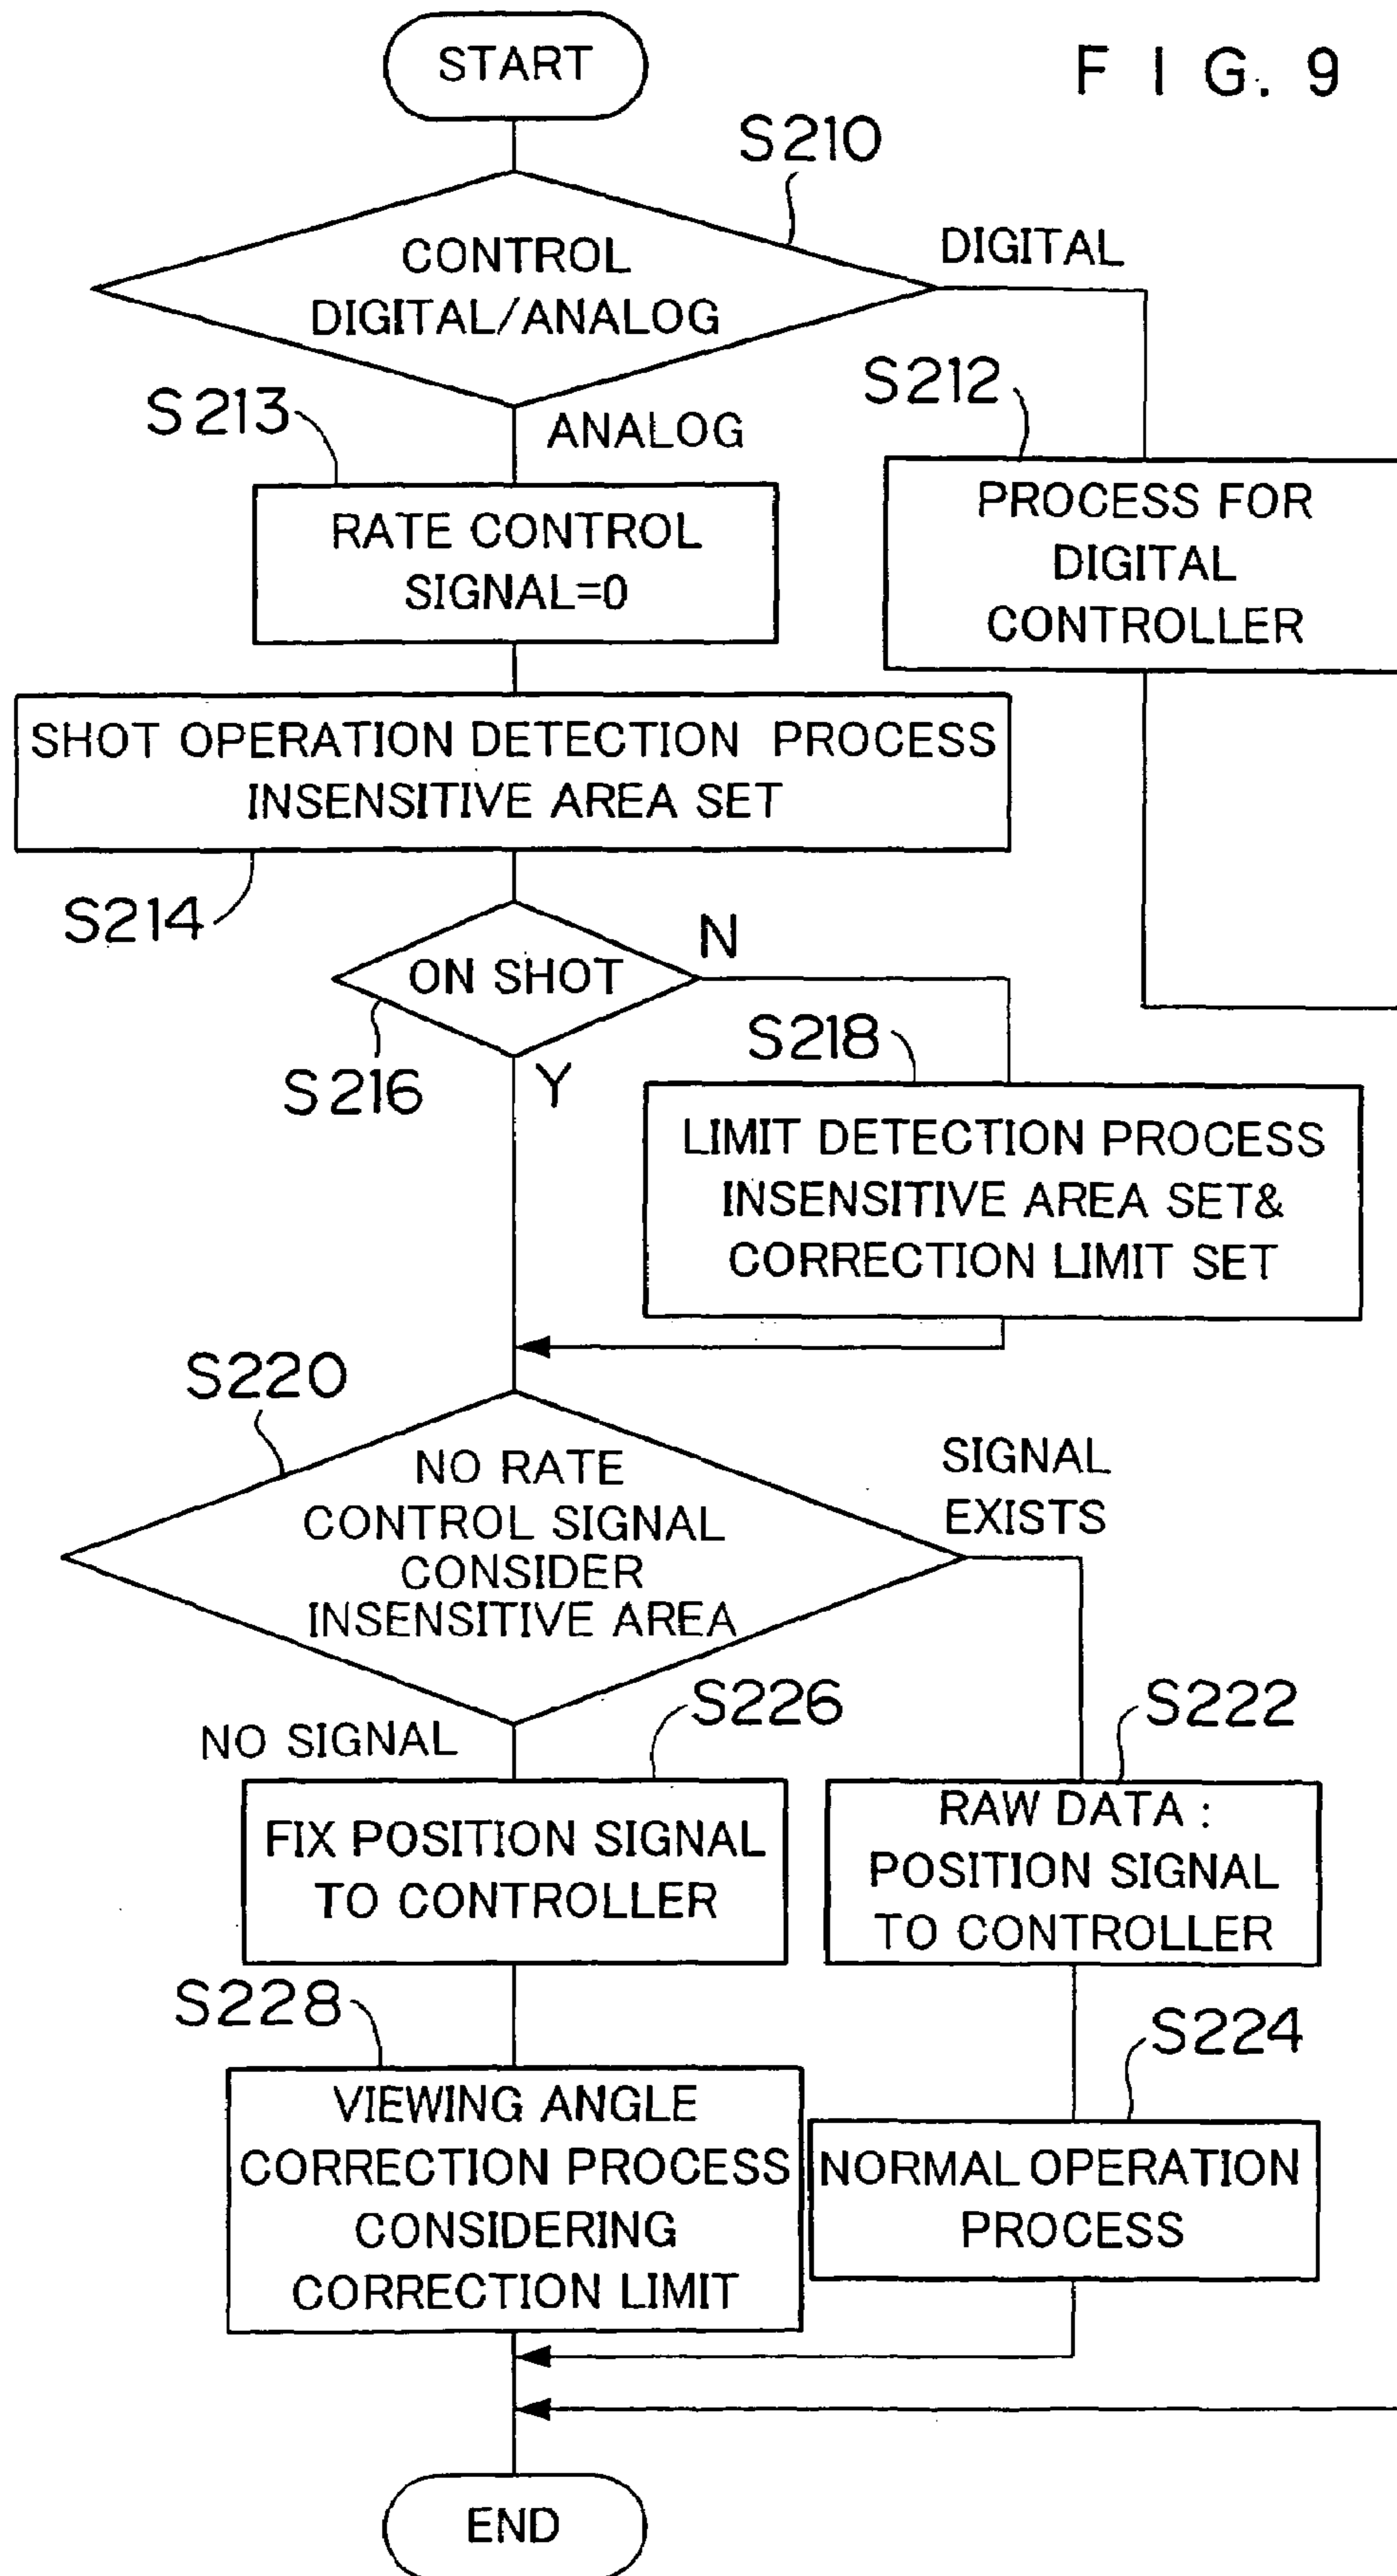 START
F I G. 9
S210
CONTROL
DIGITAL/ANALOG
DIGITAL
S212
S213
ANALOG
RATE CONTROL
SIGNAL=0
PROCESS FOR
DIGITAL
CONTROLLER
SHOT OPERATION DETECTION PROCESS
INSENSITIVE AREA SET
S214
ON SHOT
N
S216
Y
S218
LIMIT DETECTION PROCESS
INSENSITIVE AREA SET&
CORRECTION LIMIT SET
S220
NO RATE
CONTROL SIGNAL
CONSIDER
INSENSITIVE AREA
SIGNAL
EXISTS
NO SIGNAL
S226
S222
FIX POSITION SIGNAL
TO CONTROLLER
RAW DATA :
POSITION SIGNAL
TO CONTROLLER
S228
S224
VIEWING ANGLE
CORRECTION PROCESS
CONSIDERING
CORRECTION LIMIT
NORMAL OPERATION
PROCESS
END